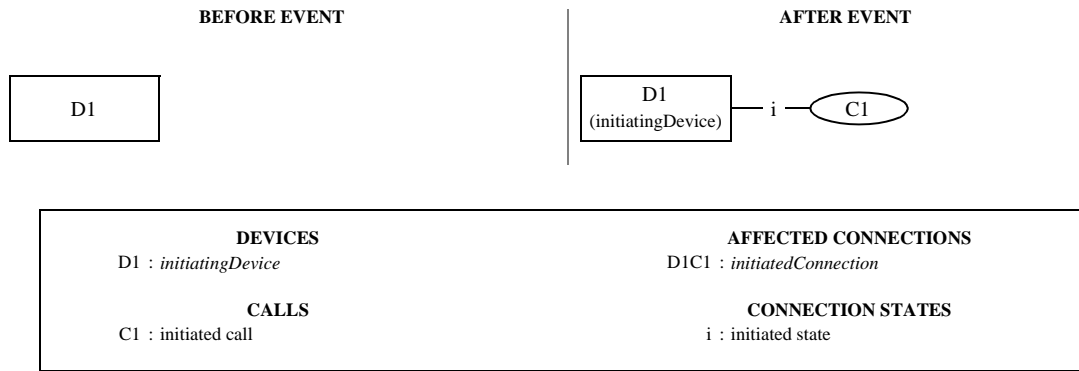 BEFORE EVENT
AFTER EVENT
D1
D1
(initiatingDevice)
i
C1
DEVICES
D1 : initiatingDevice
AFFECTED CONNECTIONS
D1C1 : initiatedConnection
CALLS
C1 : initiated call
CONNECTION STATES
i : initiated state